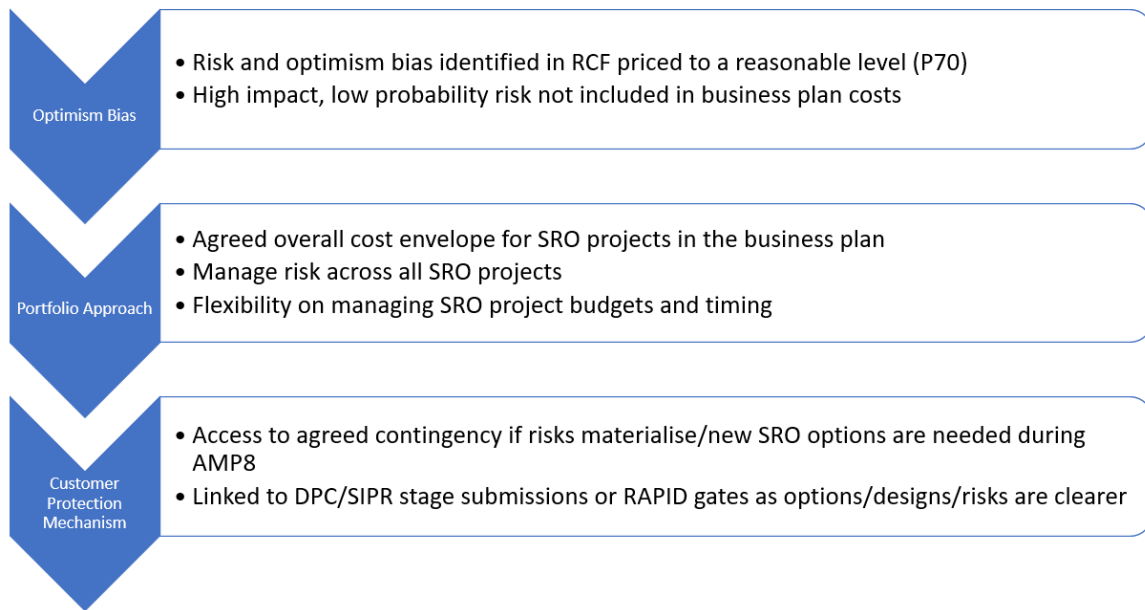 Optimism Bias
• Risk and optimism bias identified in RCF priced to a reasonable level (P70)
• High impact, low probability risk not included in business plan costs
Portfolio Approach
• Agreed overall cost envelope for SRO projects in the business plan
• Manage risk across all SRO projects
• Flexibility on managing SRO project budgets and timing
Customer
Protection
Mechanism
• Access to agreed contingency if risks materialise/new SRO options are needed during
AMP8
• Linked to DPC/SIPR stage submissions or RAPID gates as options/designs/risks are clearer